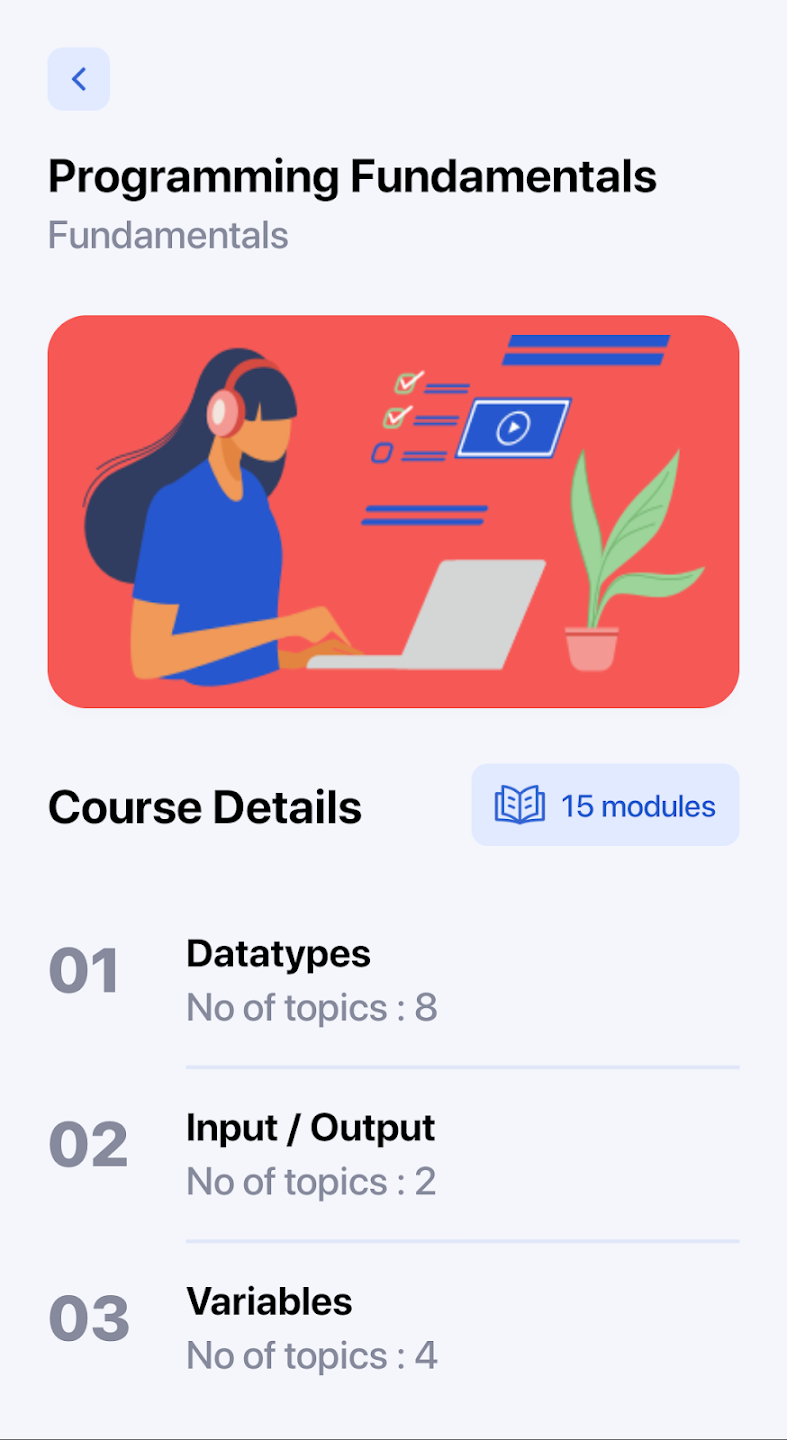 Programming Fundamentals
Fundamentals
Course Details
15 modules
01
Datatypes
No of topics : 8
02
Input / Output
No of topics : 2
03
Variables
No of topics : 4